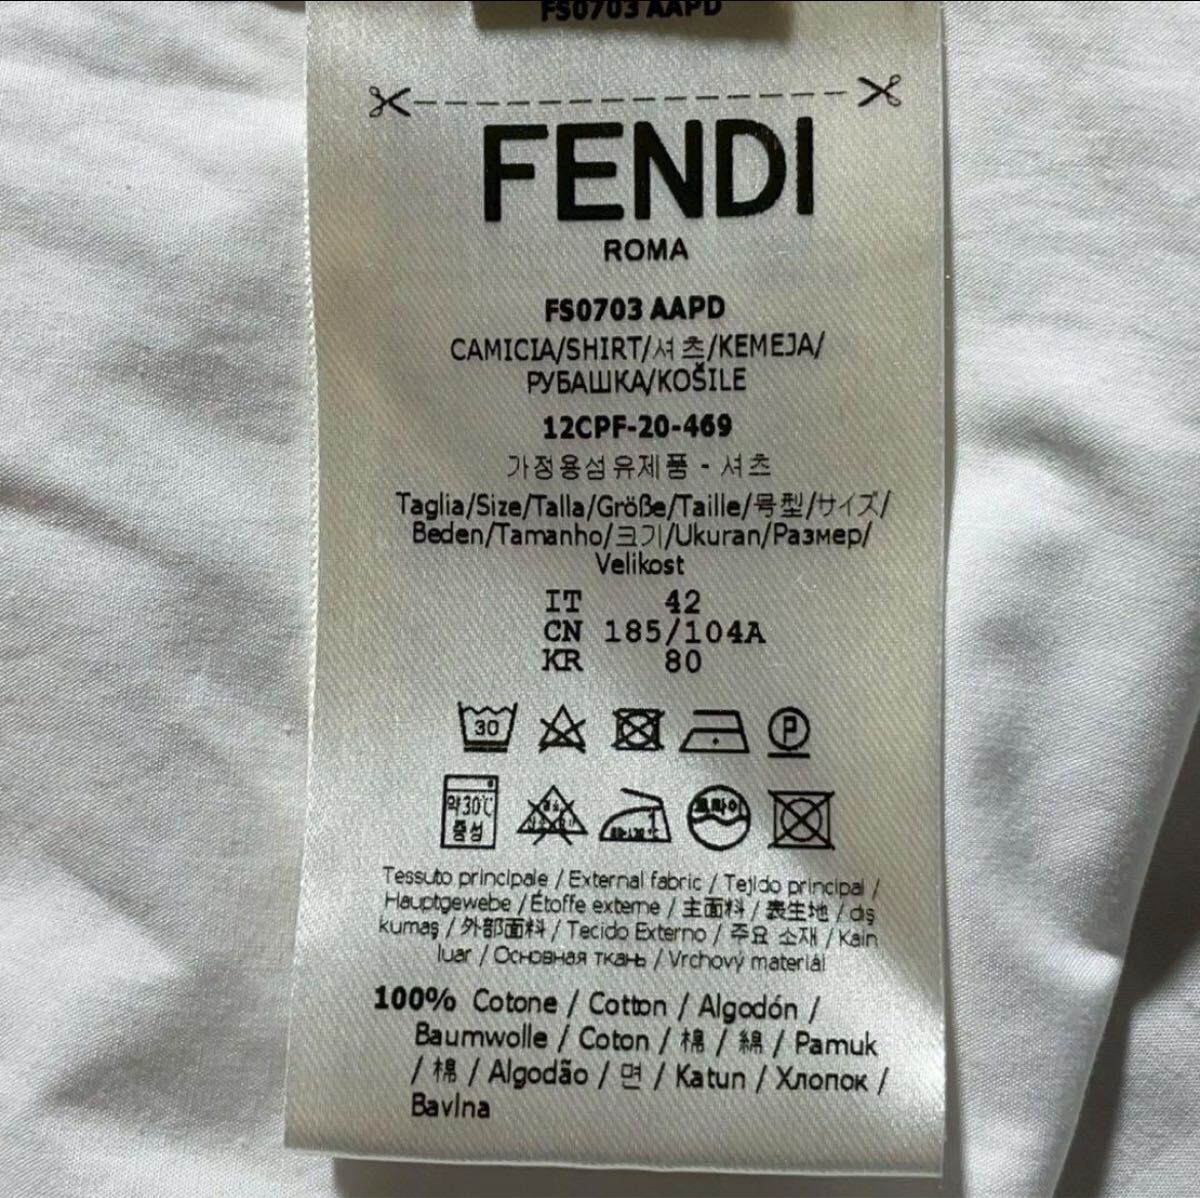 FS0703 AAPD
FENDI
ROMA
FS0703 AAPD
CAMICIA/SHIRT/셔츠/KEMEJA/
РУБАШКА/KOŠILE
12CPF-20-469
가정용섬유제품 - 셔츠
Taglia/Size/Talla/Größe/Taille/号型/サイズ/
Beden/Tamanho/크기/Ukuran/Размер/
Velikost
IT 42
CN 185/104A
KR 80
30 P
약30℃
중성
드라이
Tessuto principale / External fabric / Tejido principal /
Hauptgewebe / Étoffe externe / 主面料 / 表生地 / dış
kumaş / 外部面料 / Tecido Externo / 주요 소재 / Kain
luar / Основная ткань / Vrchový materiál
100% Cotone / Cotton / Algodón /
Baumwolle / Coton / 棉 / 綿 / Pamuk
/ 棉 / Algodão / 면 / Katun / Хлопок /
Bavlna